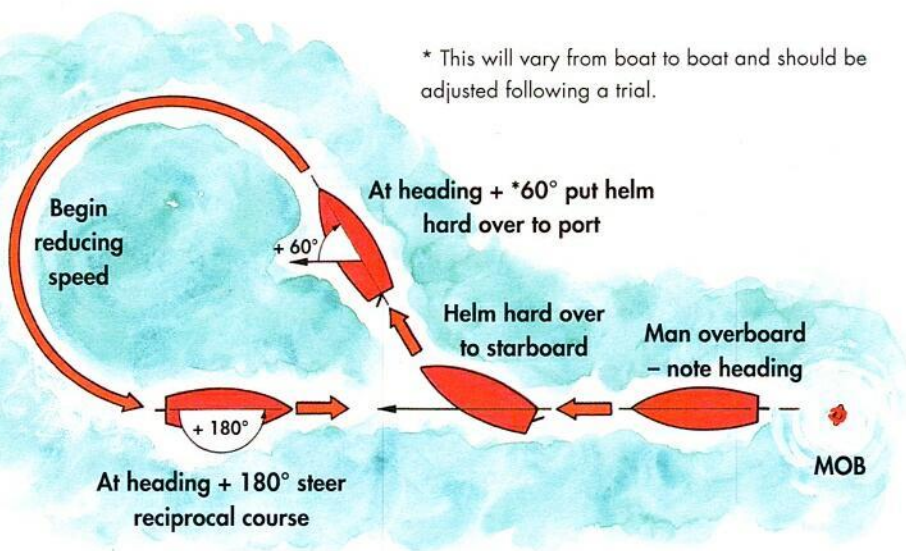 * This will vary from boat to boat and should be
adjusted following a trial.
At heading + *60° put helm
hard over to port
Begin
reducing
speed
+ 60°
Helm hard over
to starboard
Man overboard
– note heading
+ 180°
MOB
At heading + 180° steer
reciprocal course